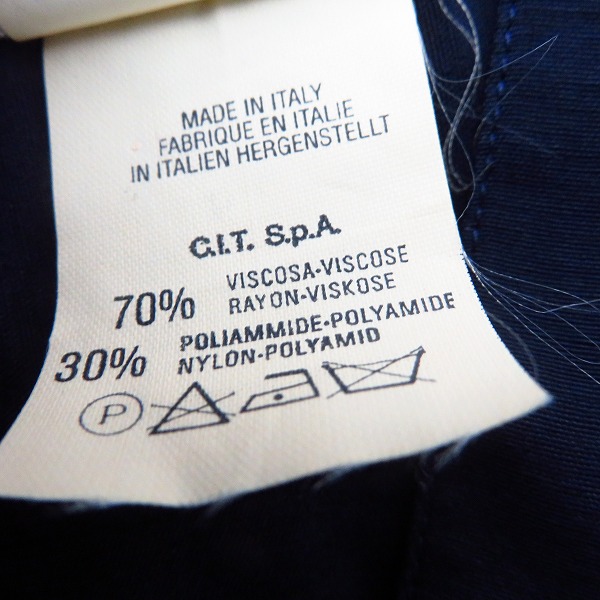 MADE IN ITALY
FABRIQUE EN ITALIE
IN ITALIEN HERGENSTELLT
C.I.T. S.p.A.
70% VISCOSA-VISCOSE
RAYON-VISKOSE
30% POLIAMMIDE-POLYAMIDE
NYLON-POLYAMID
P